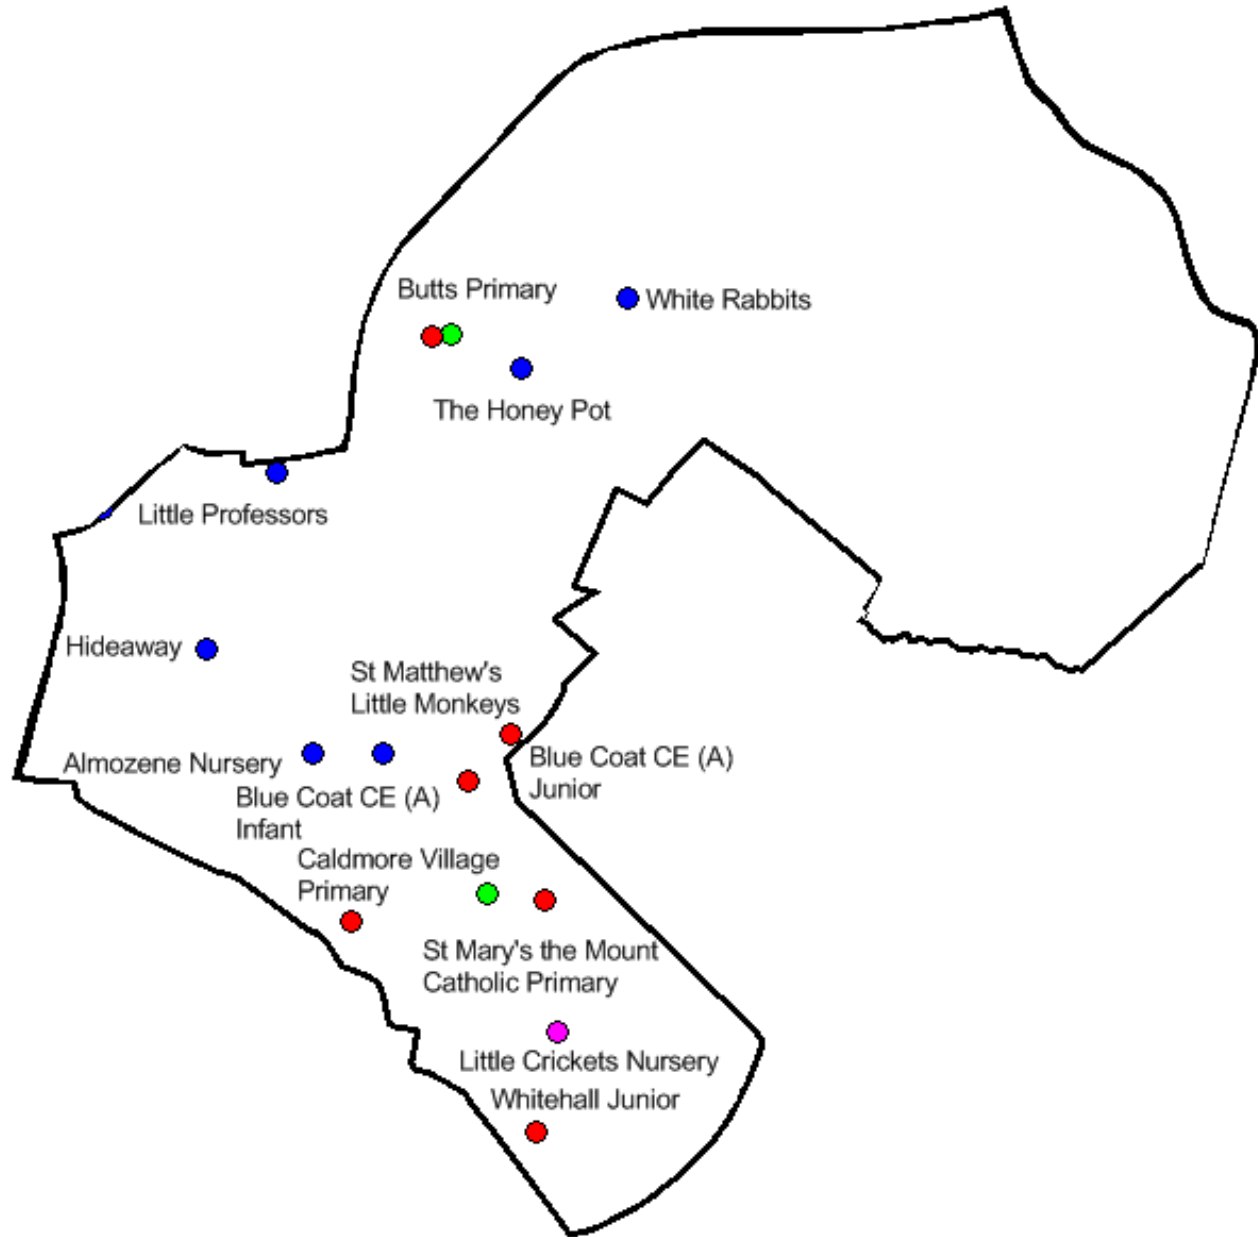 Butts Primary
White Rabbits
The Honey Pot
Little Professors
Hideaway
St Matthew's
Little Monkeys
Almozene Nursery
Blue Coat CE (A)
Junior
Blue Coat CE (A)
Infant
Caldmore Village
Primary
St Mary's the Mount
Catholic Primary
Little Crickets Nursery
Whitehall Junior